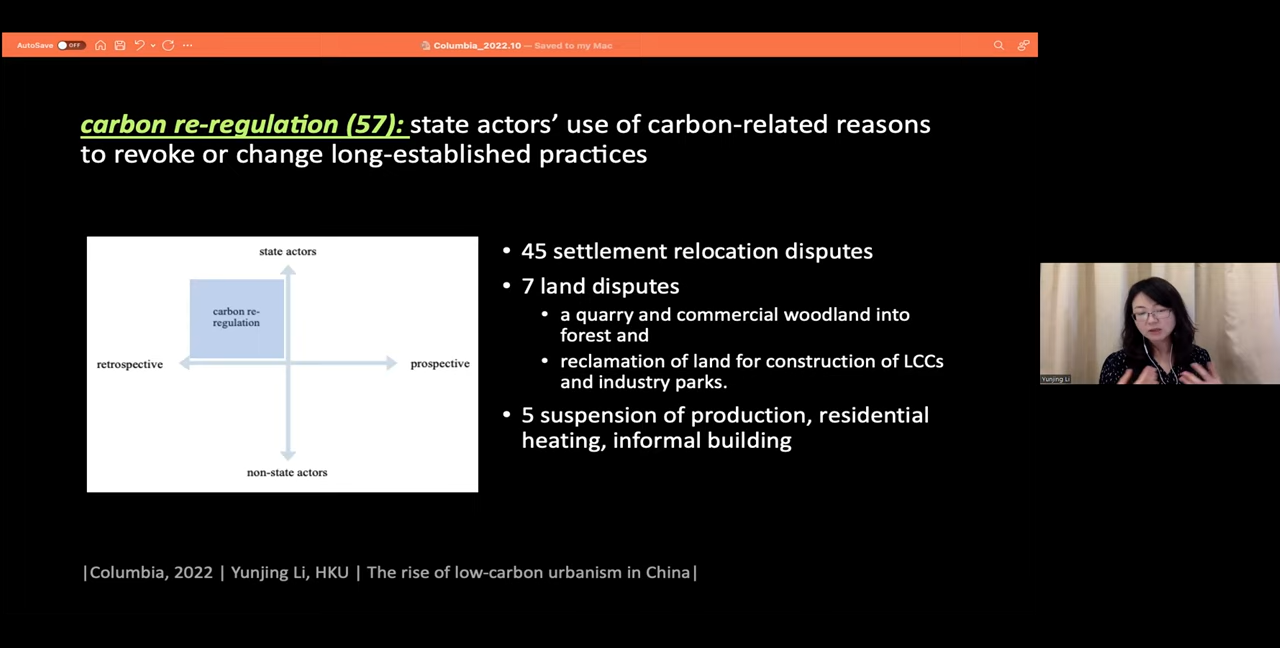 AutoSave OFF
Columbia_2022.10 — Saved to my Mac
carbon re-regulation (57): state actors’ use of carbon-related reasons
to revoke or change long-established practices
state actors
carbon re-
regulation
retrospective
prospective
non-state actors
• 45 settlement relocation disputes
• 7 land disputes
• a quarry and commercial woodland into
forest and
• reclamation of land for construction of LCCs
and industry parks.
• 5 suspension of production, residential
heating, informal building
Yunjing Li
|Columbia, 2022 | Yunjing Li, HKU | The rise of low-carbon urbanism in China|